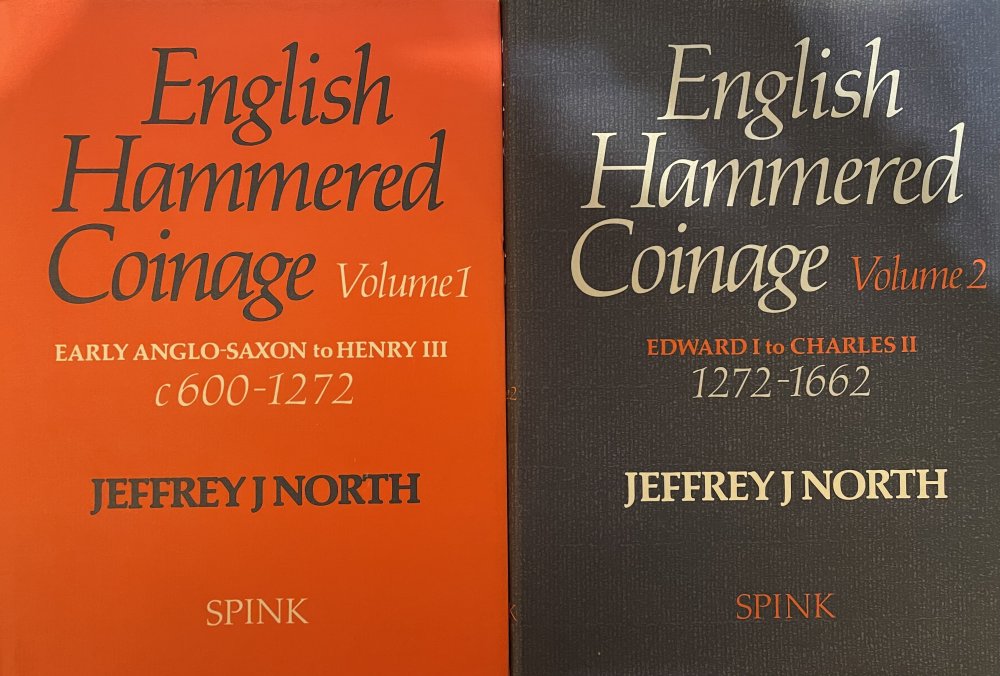 English
Hammered
Coinage Volume 1
EARLY ANGLO-SAXON to HENRY III
c 600-1272
JEFFREY J NORTH
SPINK
English
Hammered
Coinage Volume 2
EDWARD I to CHARLES II
1272-1662
JEFFREY J NORTH
SPINK